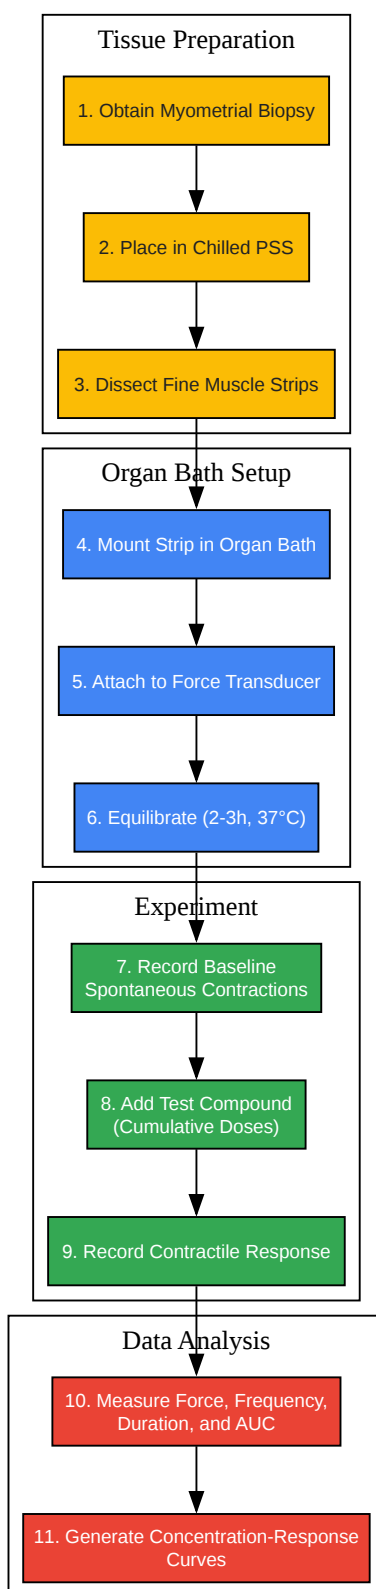 Tissue Preparation
1. Obtain Myometrial Biopsy
2. Place in Chilled PSS
3. Dissect Fine Muscle Strips
Organ Bath Setup
4. Mount Strip in Organ Bath
5. Attach to Force Transducer
6. Equilibrate (2-3h, 37°C)
Experiment
7. Record Baseline
Spontaneous Contractions
8. Add Test Compound
(Cumulative Doses)
9. Record Contractile Response
Data Analysis
10. Measure Force, Frequency,
Duration, and AUC
11. Generate Concentration-Response
Curves